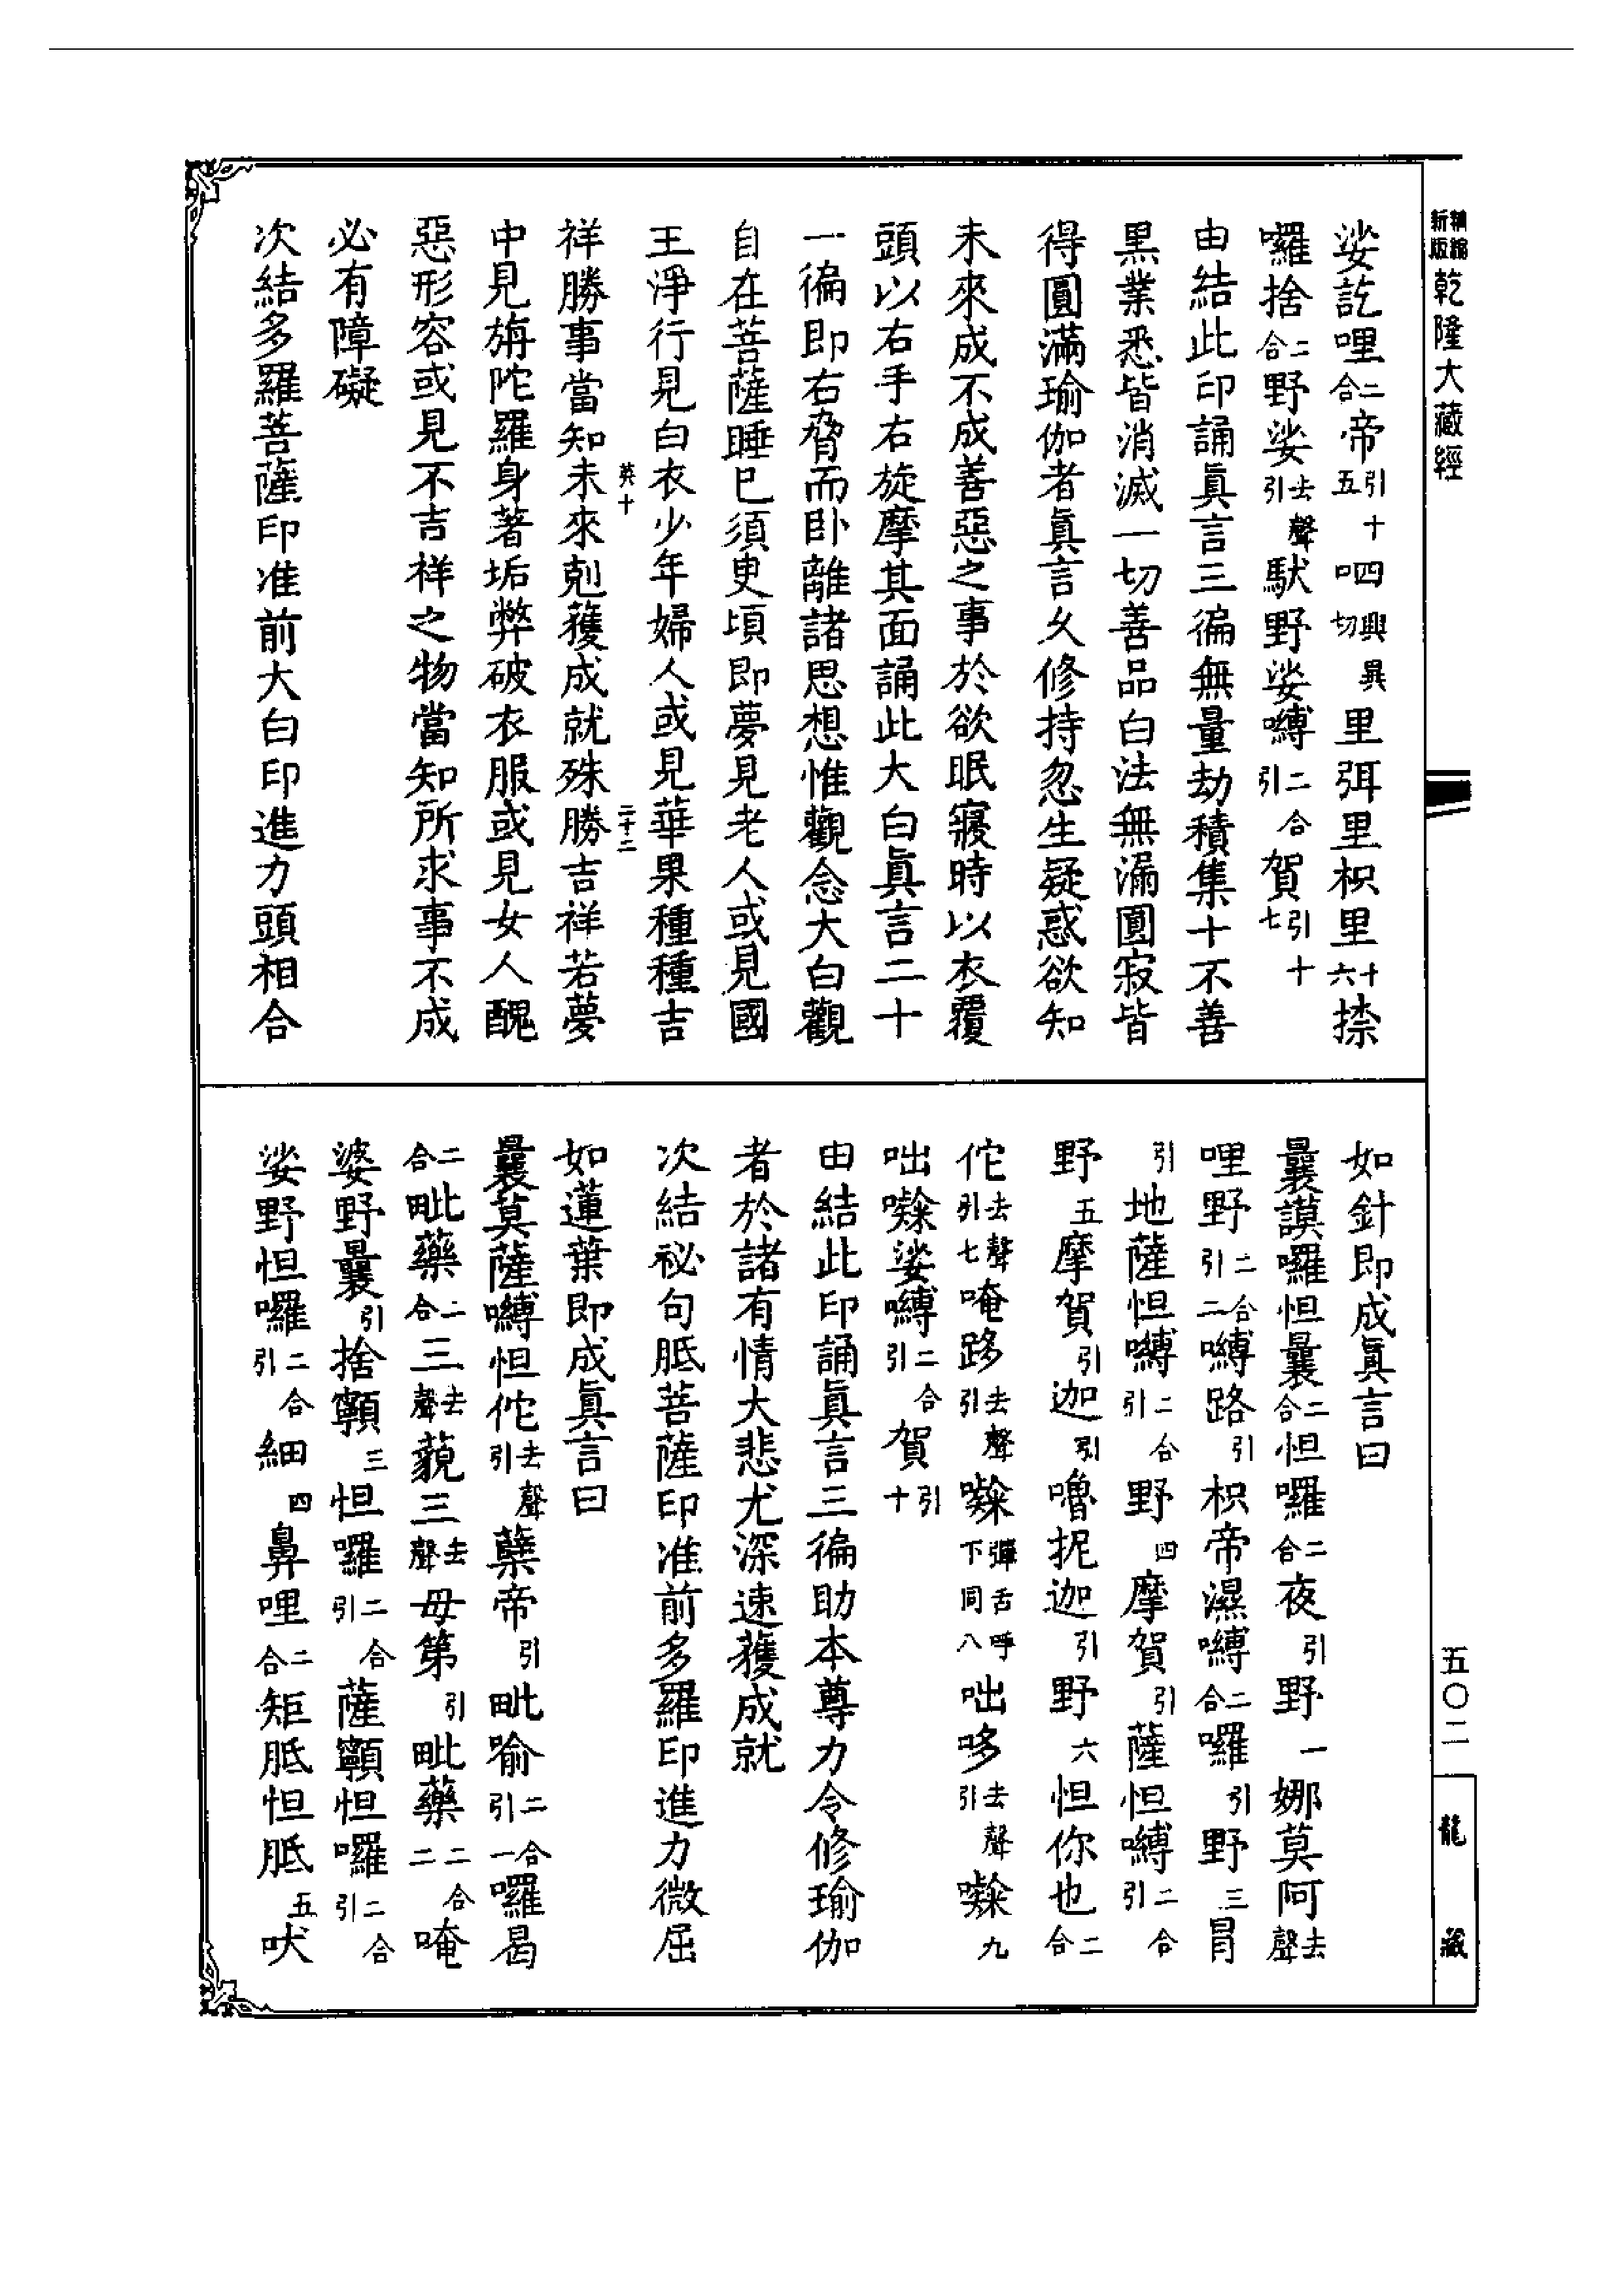 新版精縮乾隆大藏經
娑訖哩二合帝引十五呬四興異切里弭里枳里十六捺
囉捨二合野娑去聲引馱野娑嚩二合引賀引十七
由結此印誦真言三徧無量劫積集十不善
黑業悉皆消滅一切善品白法無漏圓寂皆
得圓滿瑜伽者真言久修持忽生疑惑欲知
未來成不成善惡之事於欲眠寢時以衣覆
頭以右手右旋摩其面誦此大白真言二十
一徧即右脅而臥離諸思想惟觀念大白觀
自在菩薩睡已須臾頃即夢見老人或見國
王淨行見白衣少年婦人或見華果種種吉
英十
二十二
祥勝事當知未來剋獲成就殊勝吉祥若夢
中見旃陀羅身著垢弊破衣服或見女人醜
惡形容或見不吉祥之物當知所求事不成
必有障礙
次結多羅菩薩印准前大白印進力頭相合
如針即成真言曰
曩謨囉怛曩二合怛囉二合夜引野一娜莫阿去聲
哩野二合引二嚩路引枳帝濕嚩二合囉引野三冐
引地薩怛嚩二合引野四摩賀引薩怛嚩二合引
野五摩賀引迦引嚕抳迦引野六怛你也二合
佗去聲引七唵路去聲引㗚彈舌呼下同八咄哆去聲引㗚九
咄㗚娑嚩二合引賀引十
由結此印誦真言三徧助本尊力令修瑜伽
者於諸有情大悲尤深速獲成就
次結祕句胝菩薩印准前多羅印進力微屈
如蓮葉即成真言曰
曩莫薩嚩怛佗去聲引蘖帝引毗喻二合引一囉曷
二合毗藥二合三去聲藐三去聲母第引毗藥二合二唵
婆野曩引捨顊三怛囉二合引薩顊怛囉二合引
娑野怛囉二合引細四鼻哩二合矩胝怛胝五吠
五〇二
龍藏